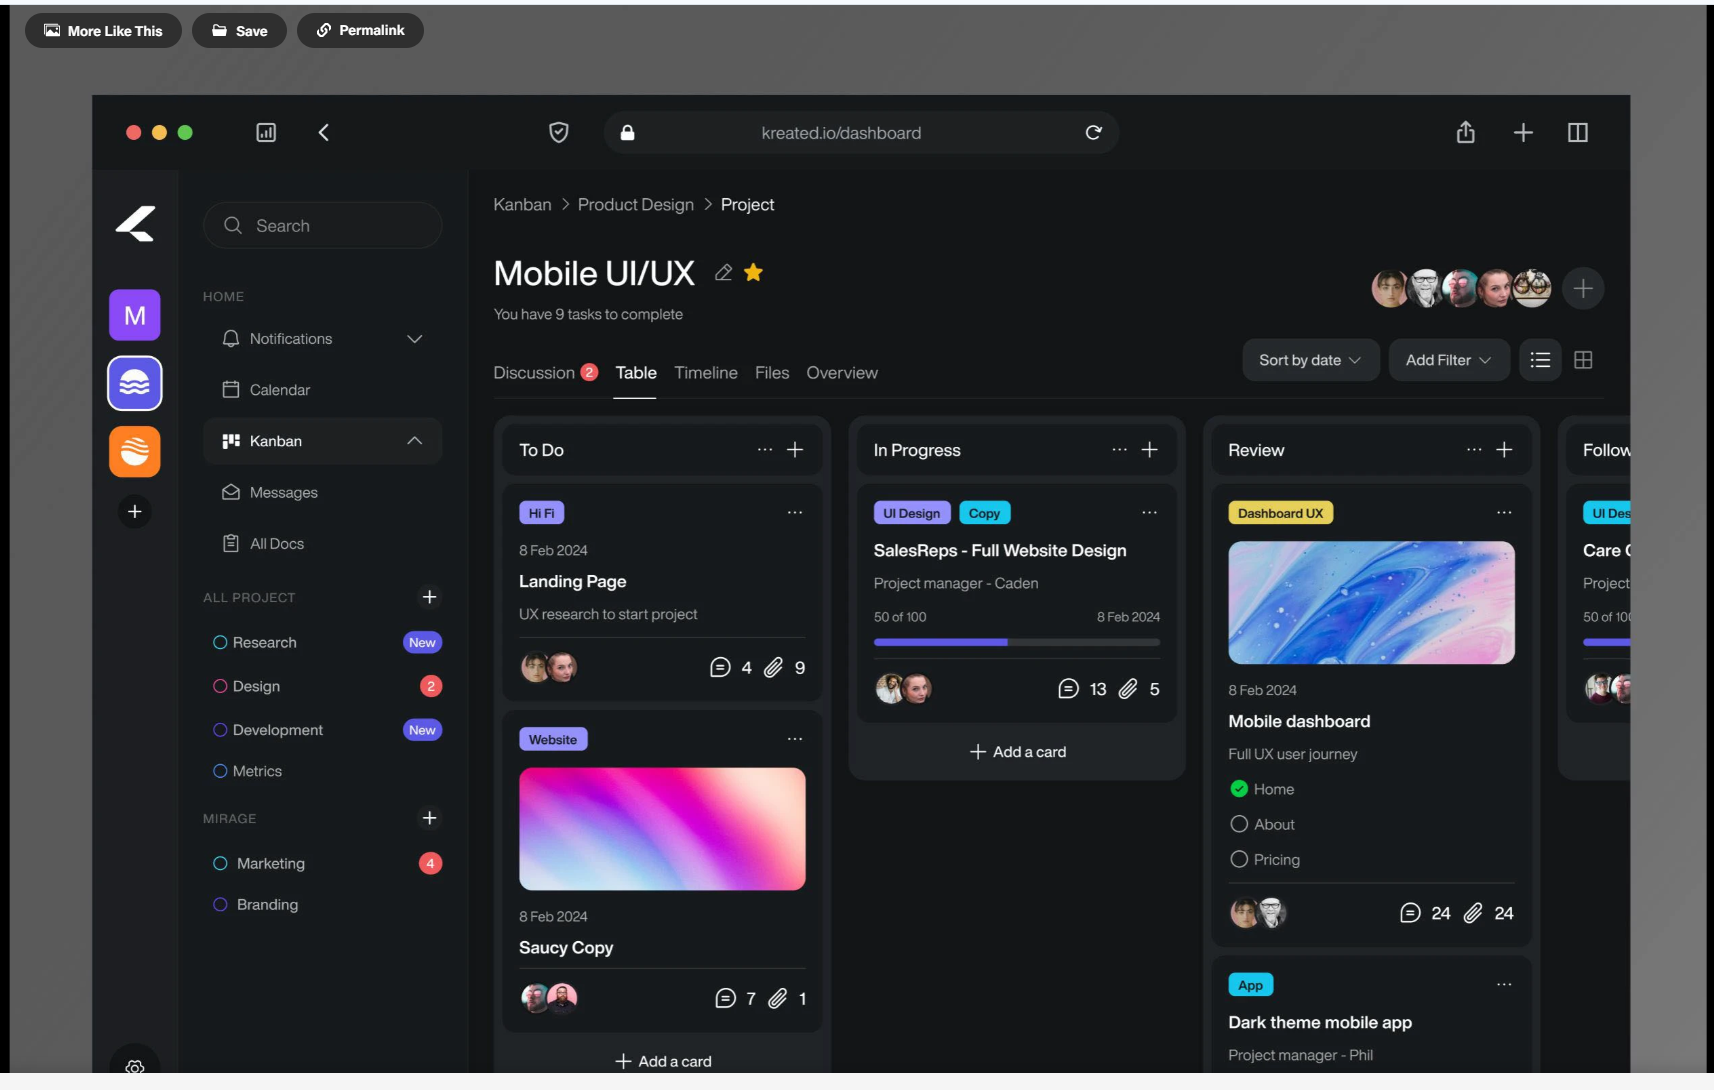 More Like This
Save
Permalink
kreated.io/dashboard
Search
HOME
Notifications
Calendar
Kanban
Messages
All Docs
ALL PROJECT
Research New
Design 2
Development New
Metrics
MIRAGE
Marketing 4
Branding
M
Kanban > Product Design > Project
Mobile UI/UX
You have 9 tasks to complete
Discussion 2 Table Timeline Files Overview
Sort by date
Add Filter
To Do
Hi Fi
8 Feb 2024
Landing Page
UX research to start project
4 9
Website
8 Feb 2024
Saucy Copy
7 1
Add a card
In Progress
UI Design Copy
SalesReps - Full Website Design
Project manager - Caden
50 of 100 8 Feb 2024
13 5
Add a card
Review
Dashboard UX
8 Feb 2024
Mobile dashboard
Full UX user journey
Home
About
Pricing
24 24
App
Dark theme mobile app
Project manager - Phil
Follow
UI Des
Care
Project
50 of 100